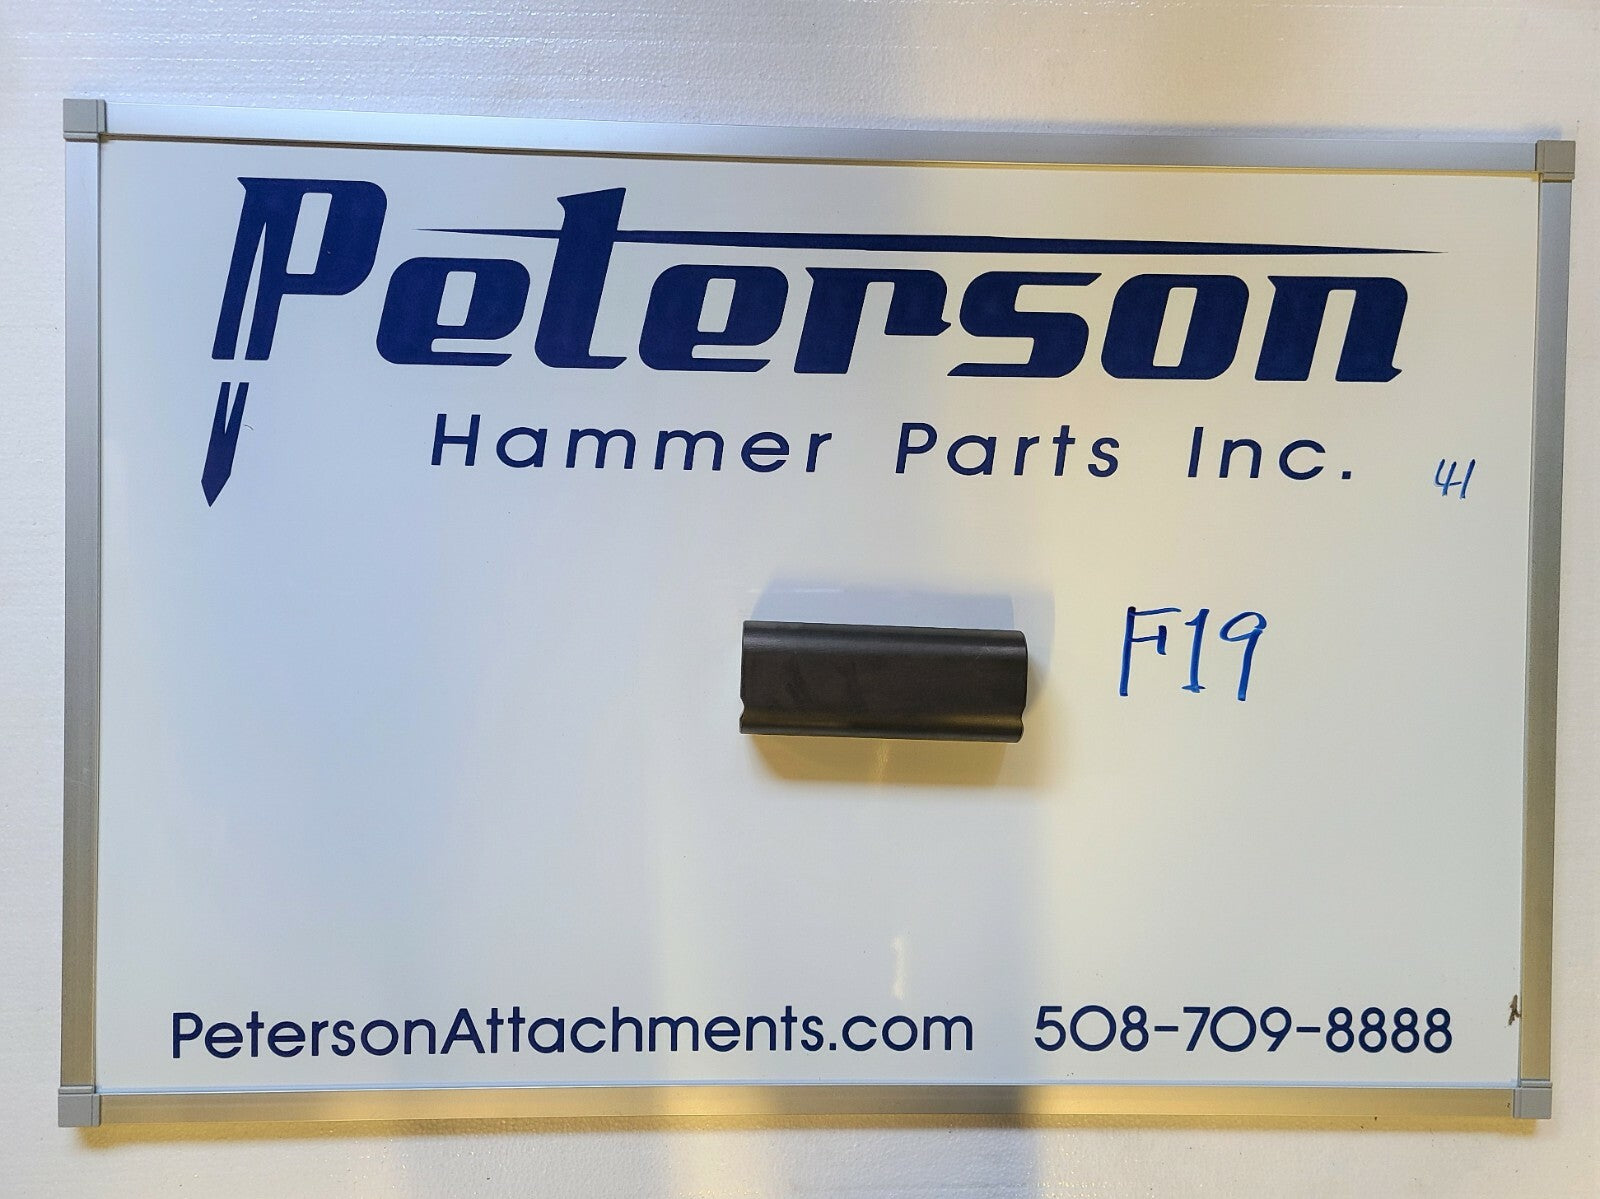 Peterson
Hammer Parts Inc.
41
F19
PetersonAttachments.com 508-709-8888